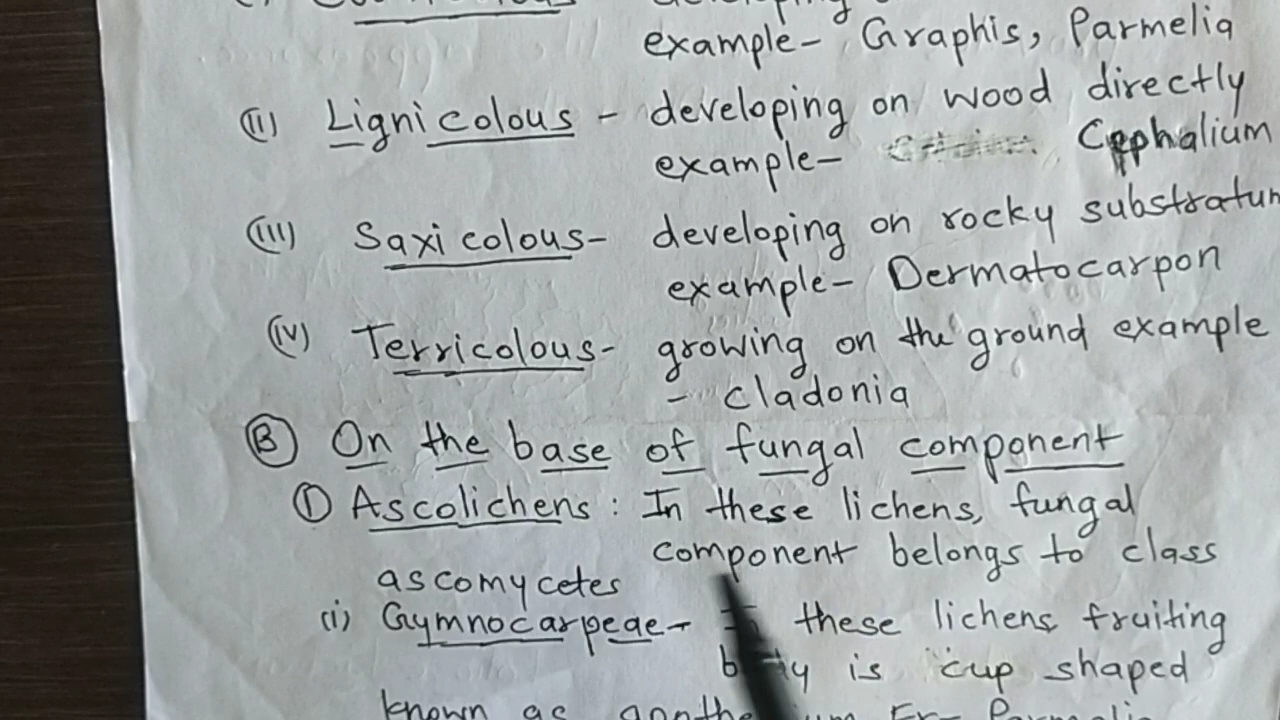 example- Graphis, Parmelia
(II) Lignicolous - developing on wood directly
example- Cephalium
(III) Saxicolous- developing on rocky substratum
example- Dermatocarpon
(IV) Terricolous- growing on the ground example
- cladonia
(B) On the base of fungal component
(1) Ascolichens : In these lichens, fungal
component belongs to class
ascomycetes
(i) Gymnocarpeae- these lichens fruiting
is cup shaped
known as